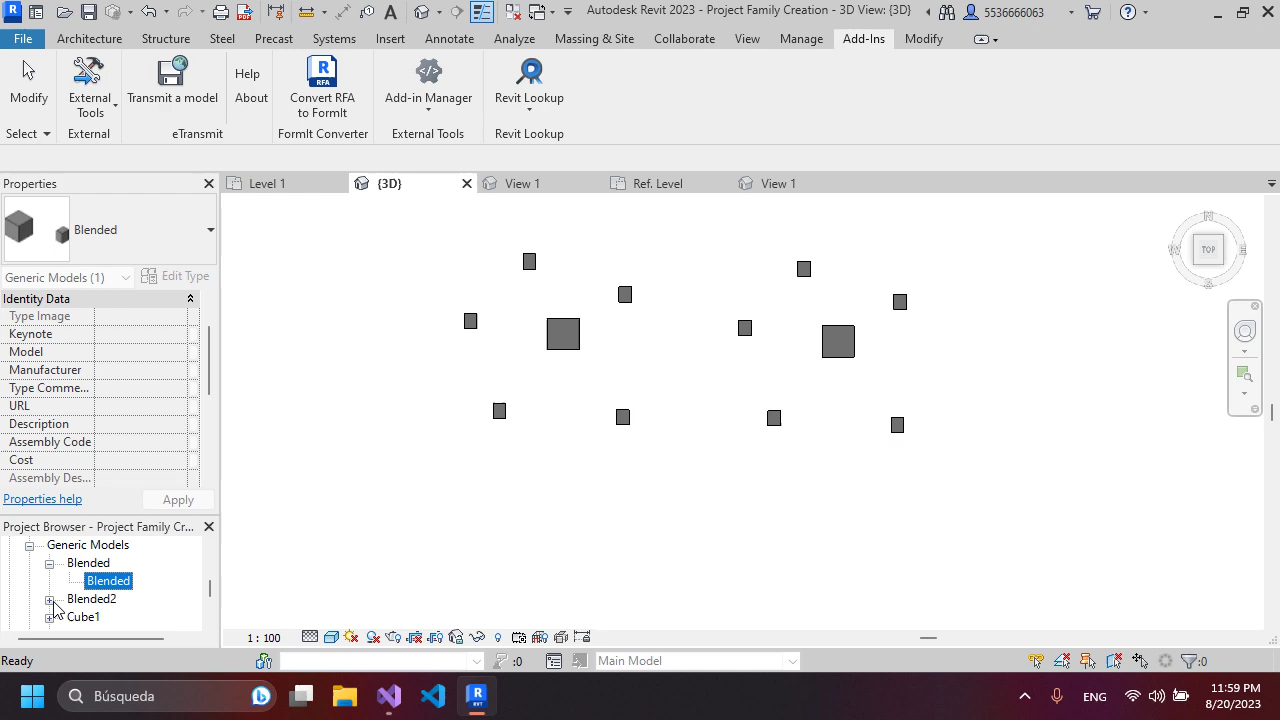 Autodesk Revit 2023 - Project Family Creation - 3D View: {3D}
5536666063
File
Architecture
Structure
Steel
Precast
Systems
Insert
Annotate
Analyze
Massing & Site
Collaborate
View
Manage
Add-Ins
Modify
Modify
External
Tools
Transmit a model
Help
About
Convert RFA
to FormIt
Add-in Manager
Revit Lookup
Select
External
eTransmit
FormIt Converter
External Tools
Revit Lookup
Properties
Level 1
{3D}
View 1
Ref. Level
View 1
Blended
Generic Models (1)
Edit Type
Identity Data
Type Image
Keynote
Model
Manufacturer
Type Comme...
URL
Description
Assembly Code
Cost
Assembly Des...
Properties help
Apply
TOP
Project Browser - Project Family Cr...
Generic Models
Blended
Blended
Blended2
Cube1
1 : 100
Ready
:0
Main Model
:0
Búsqueda
ENG
11:59 PM
8/20/2023